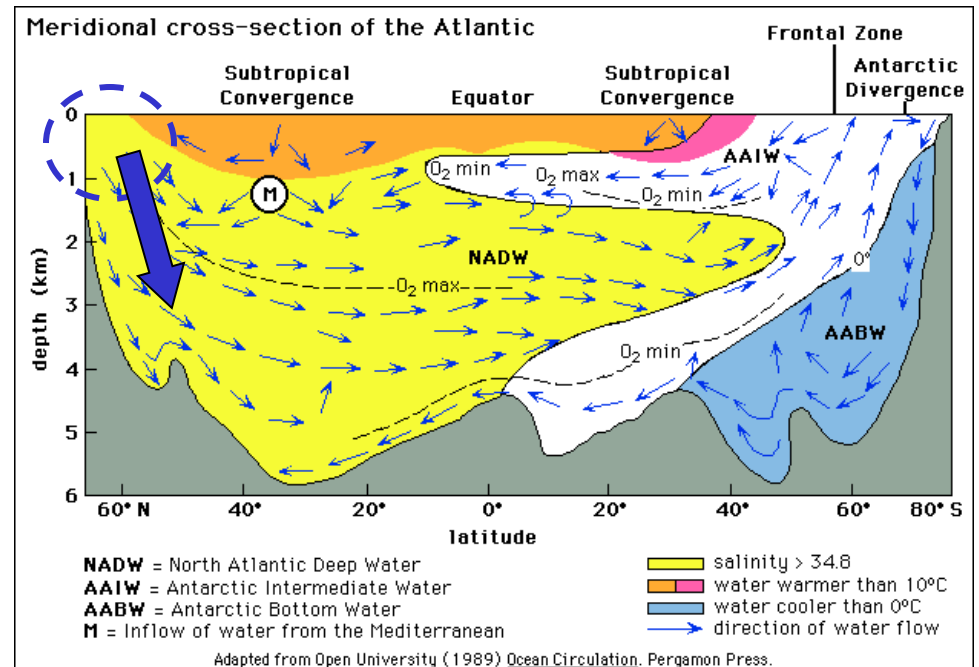 Meridional cross-section of the Atlantic
Frontal Zone
Subtropical Convergence
Equator
Subtropical Convergence
Antarctic Divergence
0
1
2
3
4
5
6
depth (km)
AAIW
O2 min
O2 max
O2 min
M
NADW
0°
O2 max
AABW
O2 min
60° N
40°
20°
0°
20°
40°
60°
80° S
latitude
NADW = North Atlantic Deep Water
AAIW = Antarctic Intermediate Water
AABW = Antarctic Bottom Water
M = Inflow of water from the Mediterranean
salinity > 34.8
water warmer than 10ºC
water cooler than 0ºC
direction of water flow
Adapted from Open University (1989) Ocean Circulation. Pergamon Press.